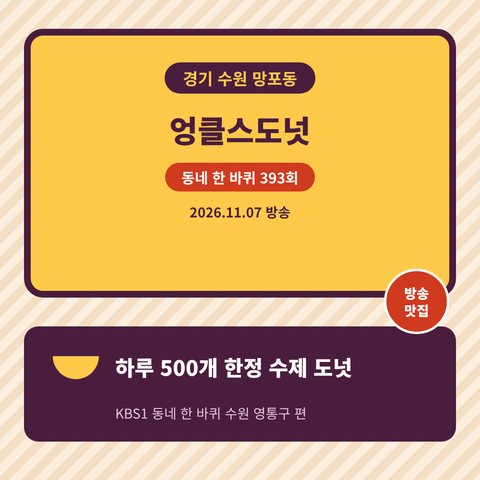 경기 수원 망포동
엉클스도넛
동네 한 바퀴 393회
2026.11.07 방송
방송
맛집
하루 500개 한정 수제 도넛
KBS1 동네 한 바퀴 수원 영통구 편